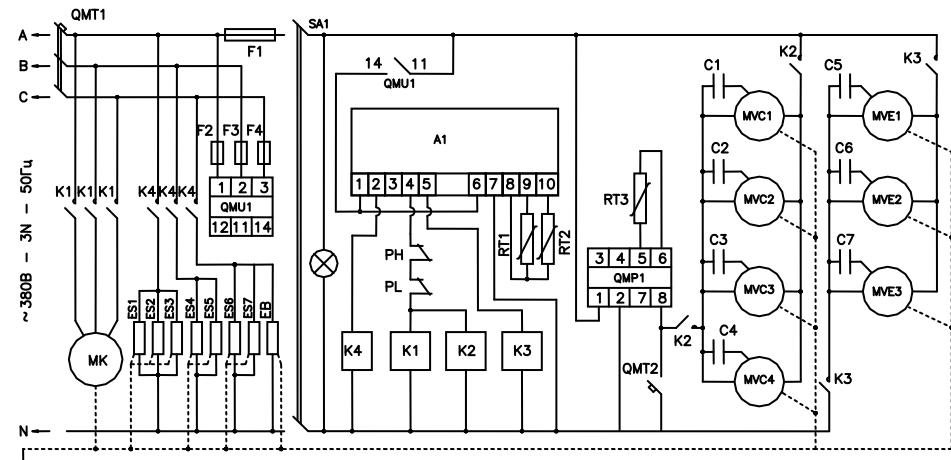 QMT1
SA1
A
F1
B
C
14 11
QMU1
K2
K3
C1
C5
MVC1
MVE1
F2 F3 F4
A1
1 2 3 4 5 6 7 8 9 10
1 2 3
QMU1
12 11 14
K1 K1 K1 K4 K4 K4
RT3
C2
C6
MVC2
MVE2
RT1
RT2
PH
PL
3 4 5 6
QMP1
1 2 7 8
C3
C7
MVC3
MVE3
~380В – 3N – 50Гц
ES1
ES2
ES3
ES4
ES5
ES6
ES7
EB
MK
K4
K1
K2
K3
K2
C4
QMT2
MVC4
K3
N